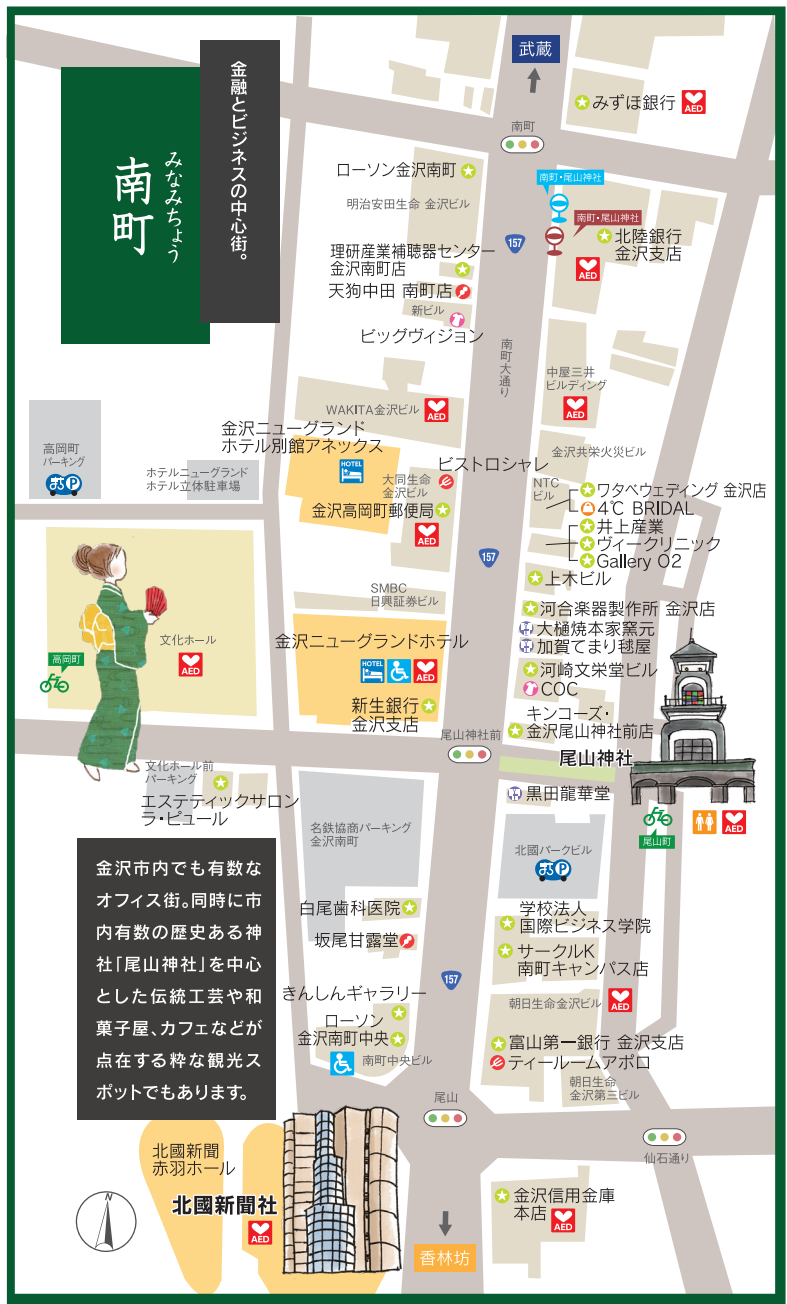 武蔵
みずほ銀行
AED
南町
金融とビジネスの中心街。
みなみちょう
南町
ローソン金沢南町
明治安田生命 金沢ビル
南町・尾山神社
南町・尾山神社
157
北陸銀行
金沢支店
AED
理研産業補聴器センター
金沢南町店
天狗中田 南町店
新ビル
ビッグヴィジョン
南町大通り
中屋三井
ビルディング
AED
WAKITA金沢ビル
AED
金沢ニューグランド
ホテル別館アネックス
HOTEL
高岡町
パーキング
P
ホテルニューグランド
ホテル立体駐車場
ビストロシャレ
大同生命
金沢ビル
金沢高岡町郵便局
AED
金沢共栄火災ビル
NTC
ビル
ワタベウェディング 金沢店
4℃ BRIDAL
井上産業
ヴィークリニック
Gallery O2
157
上木ビル
SMBC
日興証券ビル
河合楽器製作所 金沢店
大樋焼本家窯元
加賀てまり毬屋
河崎文栄堂ビル
COC
キンコーズ・
金沢尾山神社前店
金沢ニューグランドホテル
HOTEL
AED
新生銀行
金沢支店
文化ホール
AED
高岡町
尾山神社前
尾山神社
文化ホール前
パーキング
エステティックサロン
ラ・ピュール
黒田龍華堂
尾山町
AED
名鉄協商パーキング
金沢南町
北國パークビル
P
金沢市内でも有数な
オフィス街。同時に市
内有数の歴史ある神
社「尾山神社」を中心
とした伝統工芸や和
菓子屋、カフェなどが
点在する粋な観光ス
ポットでもあります。
白尾歯科医院
坂尾甘露堂
学校法人
国際ビジネス学院
サークルK
南町キャンパス店
157
きんしんギャラリー
ローソン
金沢南町中央
南町中央ビル
朝日生命金沢ビル
AED
富山第一銀行 金沢支店
ティールームアポロ
朝日生命
金沢第三ビル
尾山
仙石通り
北國新聞
赤羽ホール
北國新聞社
AED
N
金沢信用金庫
本店
AED
香林坊